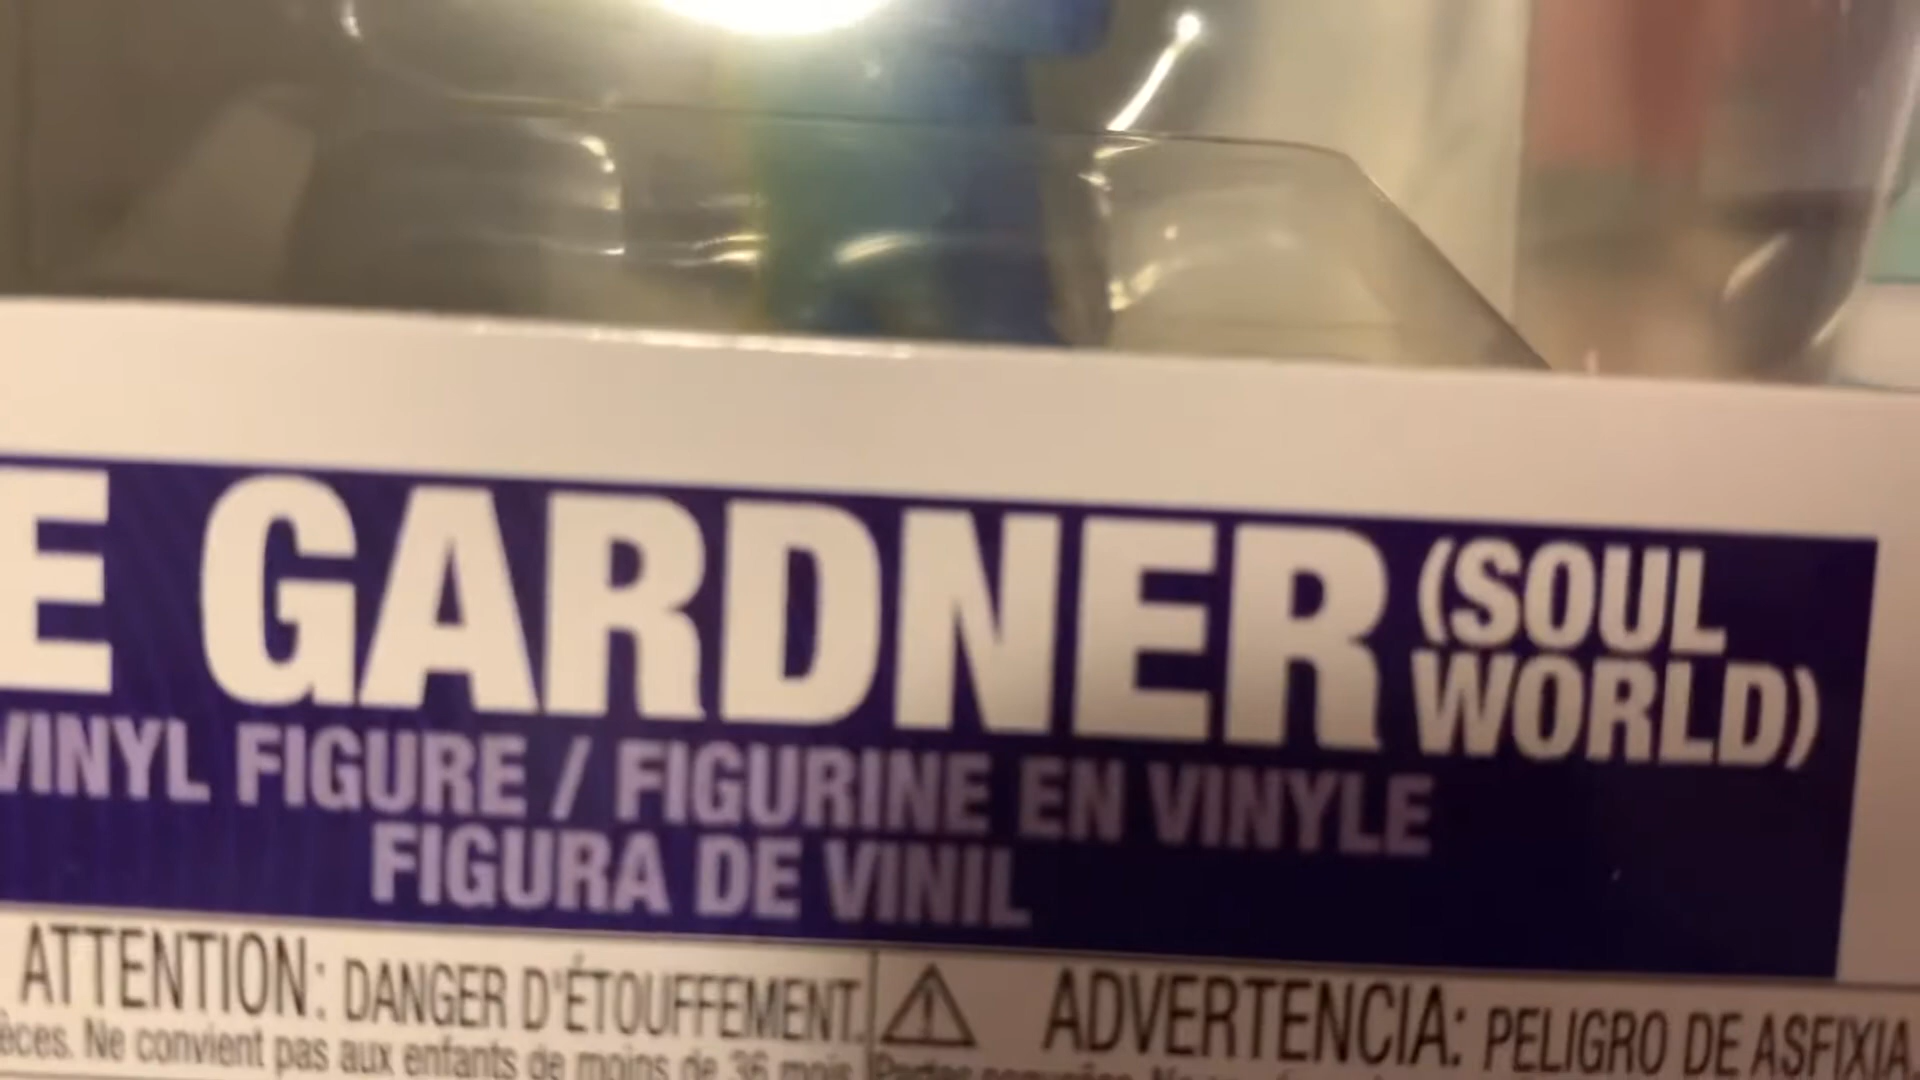 E GARDNER (SOUL
WORLD)
VINYL FIGURE / FIGURINE EN VINYLE
FIGURA DE VINIL
ATTENTION: DANGER D'ÉTOUFFEMENT.
èces. Ne convient pas aux enfants de moins de 36 mois
⚠ ADVERTENCIA: PELIGRO DE ASFIXIA.